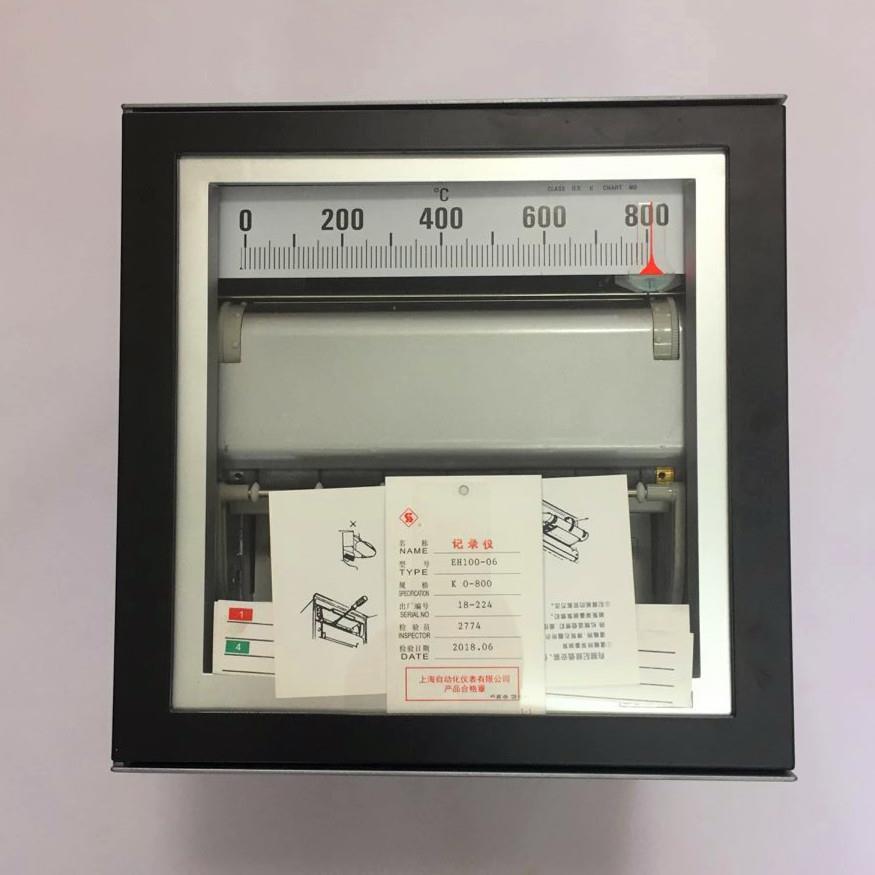 °C
CLASS 0.5 K CHART NO
0 200 400 600 800
名 称 记录仪
NAME
型 号 EH100-06
TYPE
规 格 K 0-800
SPECIFICATION
出厂编号 18-224
SERIAL NO
检 验 员 2774
INSPECTOR
检验日期 2018.06
DATE
上海自动化仪表有限公司
产品合格章
1
4